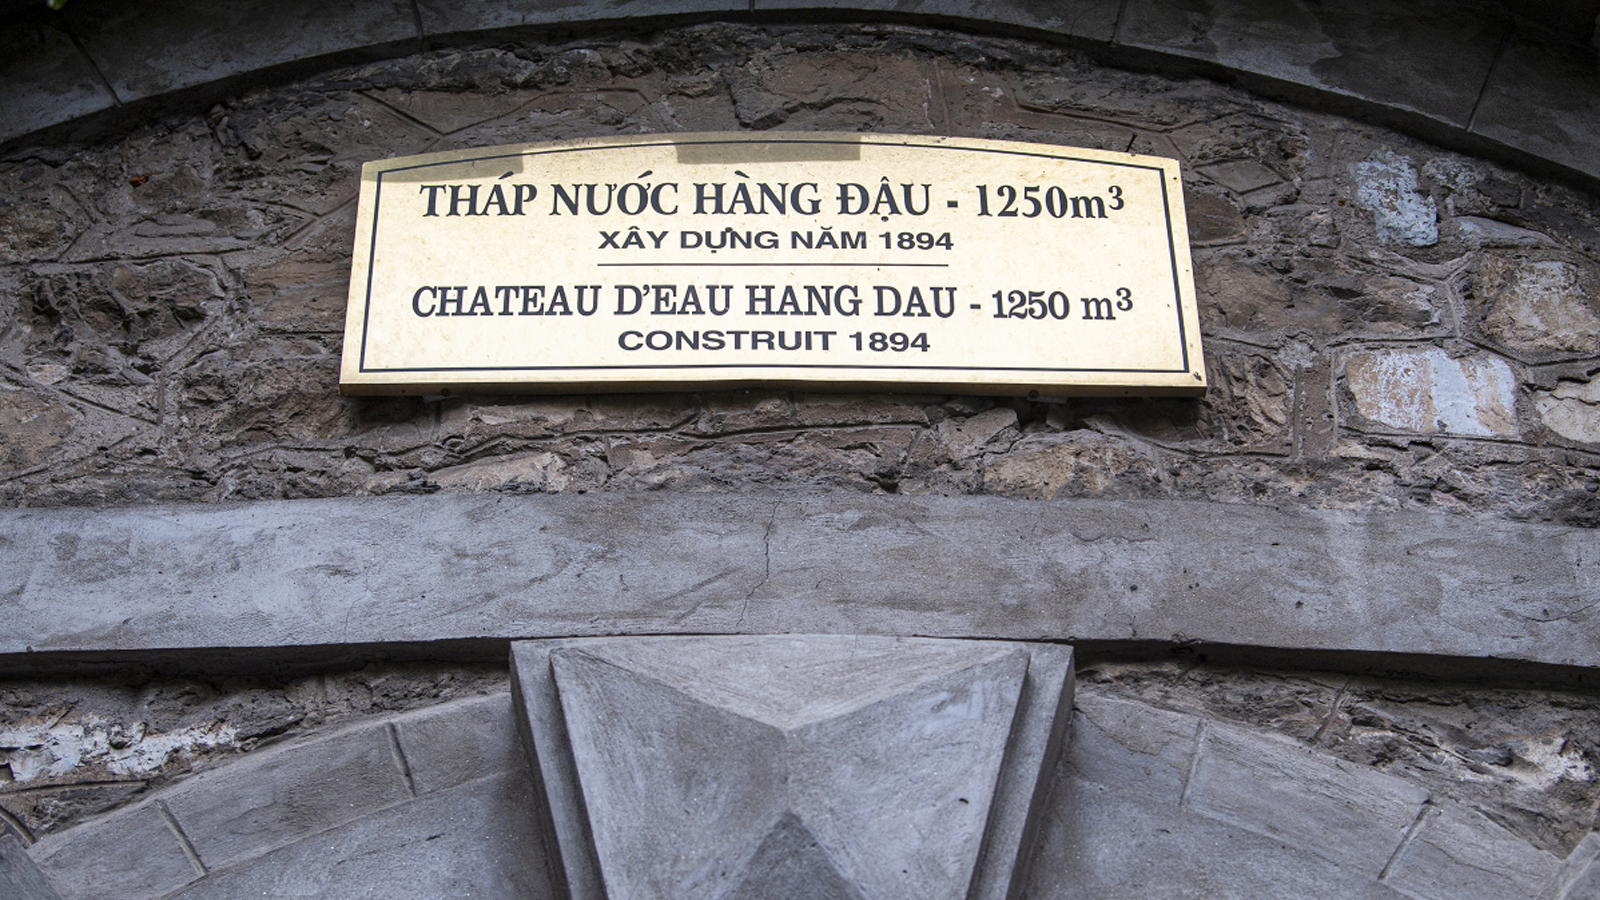 THÁP NƯỚC HÀNG ĐẬU - 1250m³
XÂY DỰNG NĂM 1894
CHATEAU D'EAU HANG DAU - 1250 m³
CONSTRUIT 1894